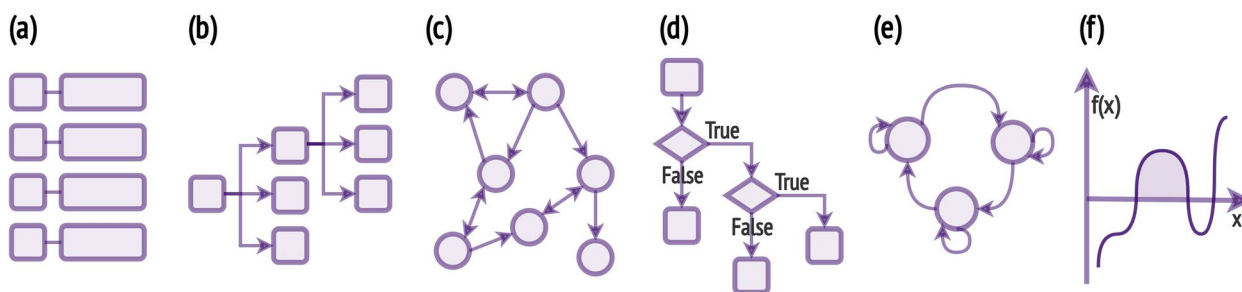 (a)
(b)
(c)
(d)
(e)
(f)
True
False
True
False
f(x)
x